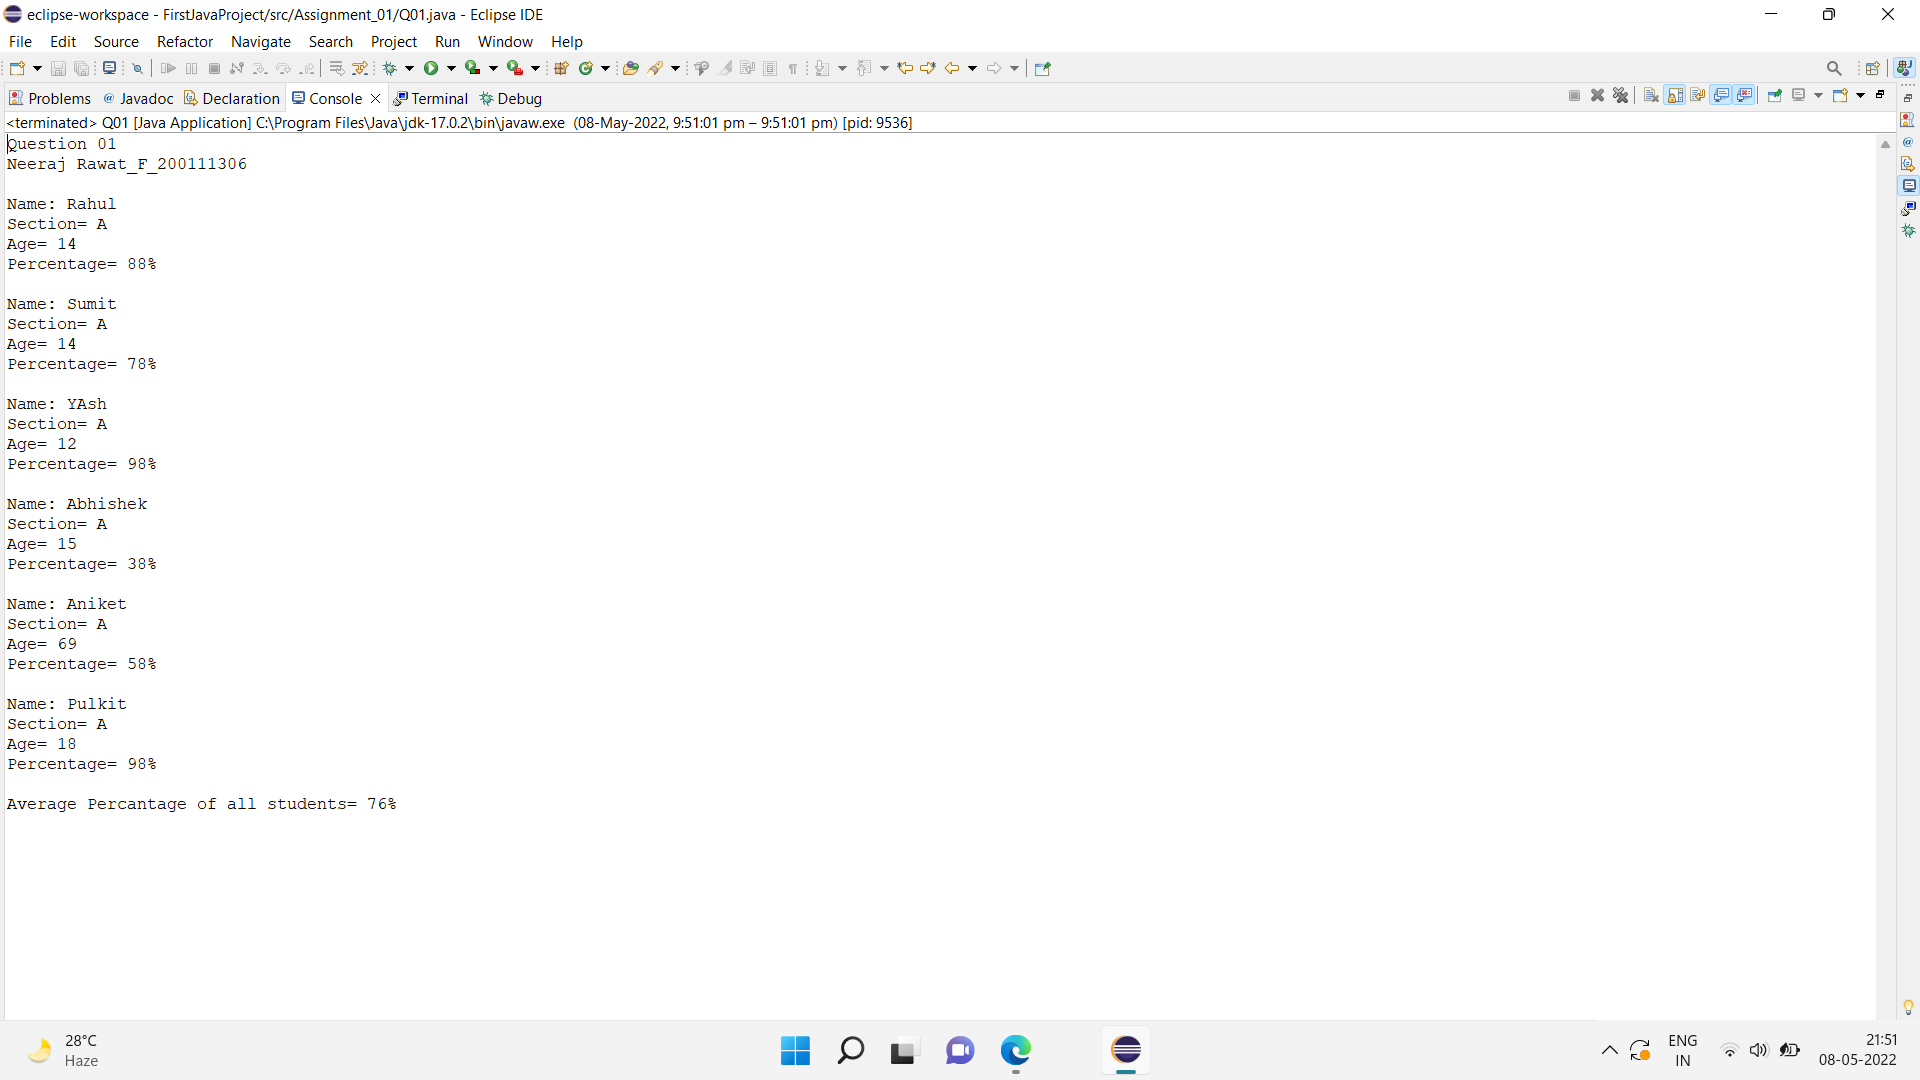 eclipse-workspace - FirstJavaProject/src/Assignment_01/Q01.java - Eclipse IDE
File Edit Source Refactor Navigate Search Project Run Window Help
Problems @ Javadoc Declaration Console Terminal Debug
<terminated> Q01 [Java Application] C:\Program Files\Java\jdk-17.0.2\bin\javaw.exe (08-May-2022, 9:51:01 pm – 9:51:01 pm) [pid: 9536]
Question 01
Neeraj Rawat_F_200111306
Name: Rahul
Section= A
Age= 14
Percentage= 88%
Name: Sumit
Section= A
Age= 14
Percentage= 78%
Name: YAsh
Section= A
Age= 12
Percentage= 98%
Name: Abhishek
Section= A
Age= 15
Percentage= 38%
Name: Aniket
Section= A
Age= 69
Percentage= 58%
Name: Pulkit
Section= A
Age= 18
Percentage= 98%
Average Percantage of all students= 76%
28°C
Haze
ENG
IN
21:51
08-05-2022